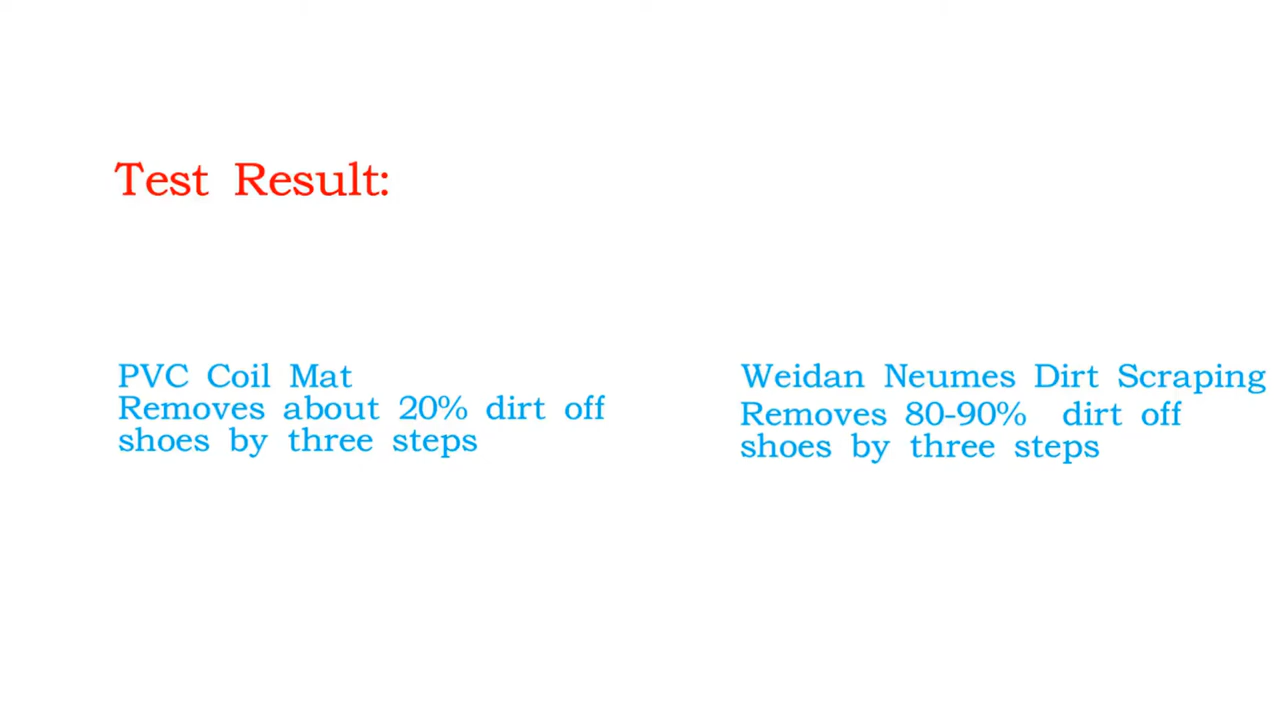 Test Result:
PVC Coil Mat
Removes about 20% dirt off
shoes by three steps
Weidan Neumes Dirt Scraping
Removes 80-90% dirt off
shoes by three steps